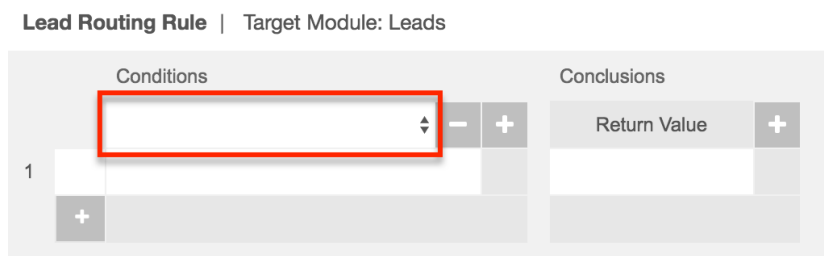 Lead Routing Rule | Target Module: Leads
Conditions
Conclusions
Return Value
1